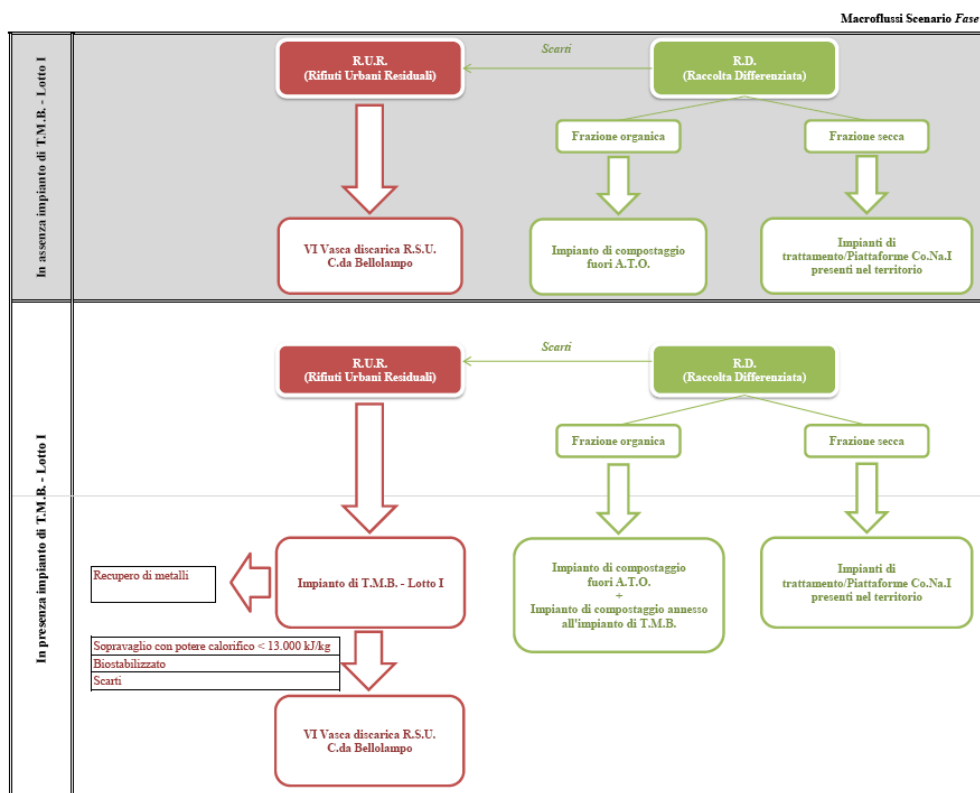 Macroflussi Scenario Fase
In assenza impianto di T.M.B. - Lotto I
R.U.R.
(Rifiuti Urbani Residuali)
Scarti
R.D.
(Raccolta Differenziata)
Frazione organica
Frazione secca
VI Vasca discarica R.S.U.
C.da Bellolampo
Impianto di compostaggio
fuori A.T.O.
Impianti di
trattamento/Piattaforme Co.Na.I
presenti nel territorio
In presenza impianto di T.M.B. - Lotto I
R.U.R.
(Rifiuti Urbani Residuali)
Scarti
R.D.
(Raccolta Differenziata)
Frazione organica
Frazione secca
Recupero di metalli
Impianto di T.M.B. - Lotto I
Impianto di compostaggio
fuori A.T.O.
+
Impianto di compostaggio annesso
all'impianto di T.M.B.
Impianti di
trattamento/Piattaforme Co.Na.I
presenti nel territorio
Sopravaglio con potere calorifico < 13.000 kJ/kg
Biostabilizzato
Scarti
VI Vasca discarica R.S.U.
C.da Bellolampo